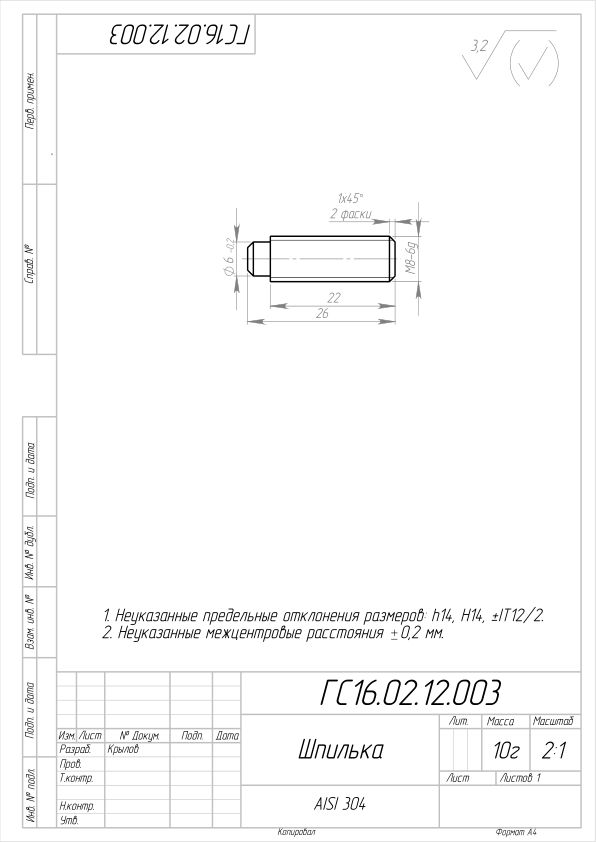 ГС16.02.12.003
3,2
Перв. примен.
Справ. №
Подп. и дата
Инв. № дубл.
Взам. инв. №
Подп. и дата
Инв. № подл.
1x45°
2 фаски
∅ 6 -0,2
M8-6g
22
26
1. Неуказанные предельные отклонения размеров: h14, H14, ±IT12/2.
2. Неуказанные межцентровые расстояния ± 0,2 мм.
ГС16.02.12.003
Изм. Лист № Докум. Подп. Дата
Разраб. Крылов
Пров.
Т.контр.
Н.контр.
Утв.
Шпилька
Лит. Масса Масштаб
10г 2:1
Лист Листов 1
AISI 304
Копировал Формат А4